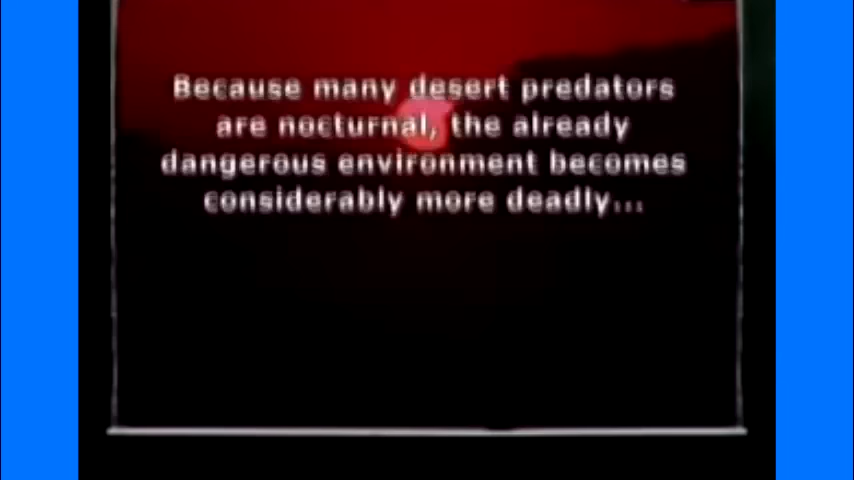 Because many desert predators
are nocturnal, the already
dangerous environment becomes
considerably more deadly...